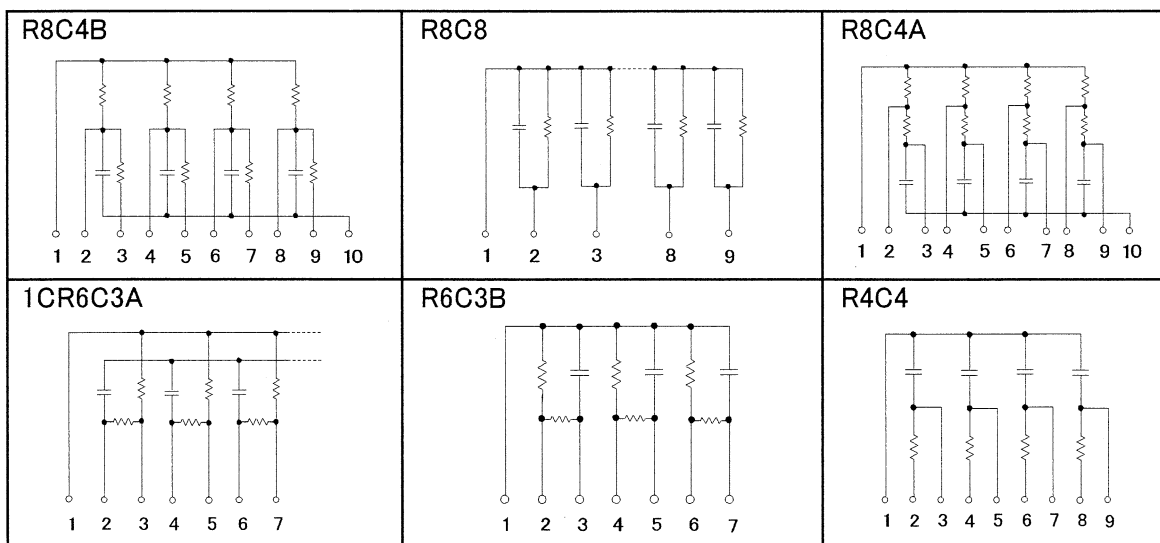 R8C4B
1 2 3 4 5 6 7 8 9 10
R8C8
1 2 3 8 9
R8C4A
1 2 3 4 5 6 7 8 9 10
1CR6C3A
1 2 3 4 5 6 7
R6C3B
1 2 3 4 5 6 7
R4C4
1 2 3 4 5 6 7 8 9